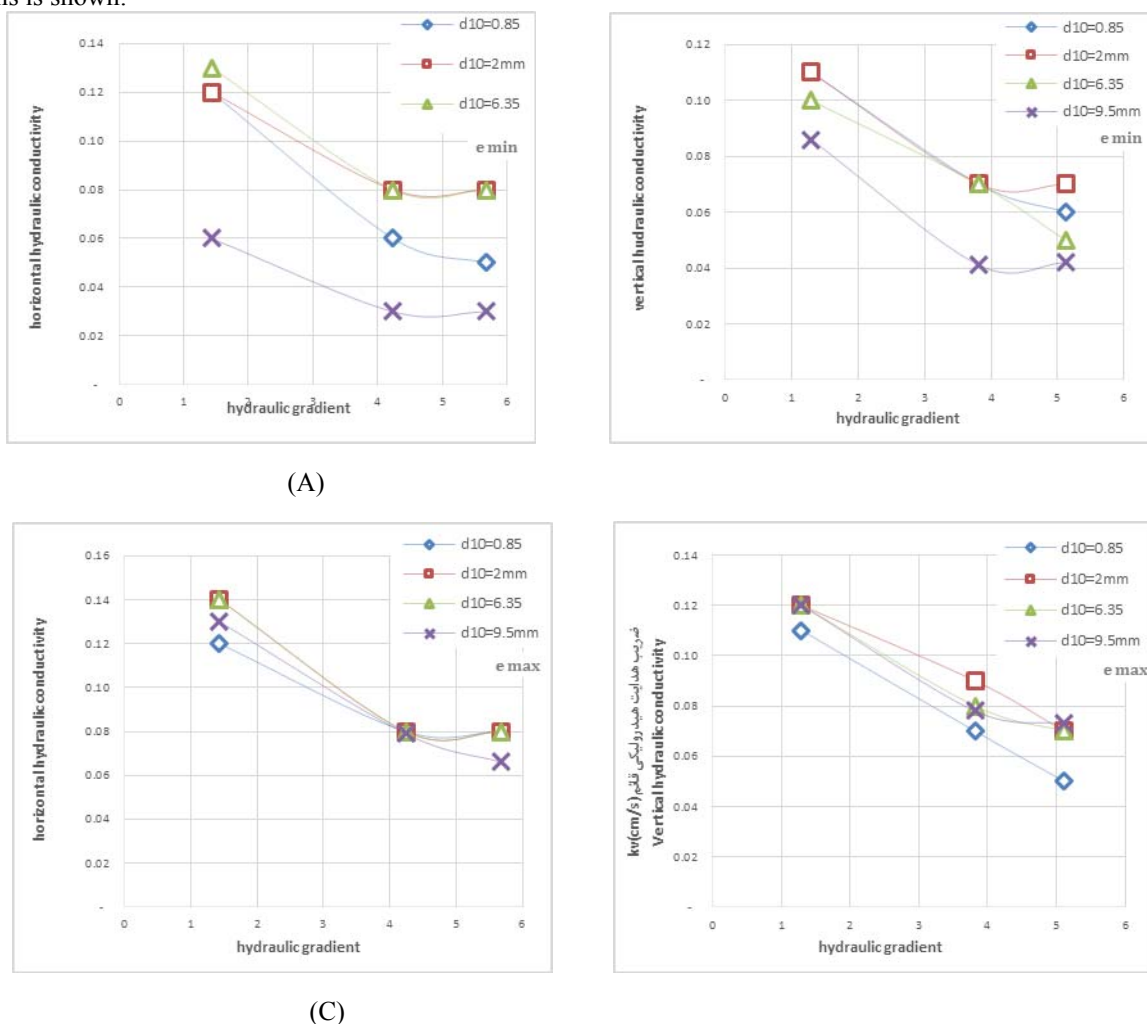 is shown.
0.14
0.12
0.10
0.08
0.06
0.04
0.02
-
0 1 2 3 4 5 6
horizontal hydraulic conductivity
hydraulic gradient
d10=0.85
d10=2mm
d10=6.35
e min
0.12
0.10
0.08
0.06
0.04
0.02
-
0 1 2 3 4 5 6
vertical hudraulic conductivity
hydraulic gradient
d10=0.85
d10=2mm
d10=6.35
d10=9.5mm
e min
(A)
0.16
0.14
0.12
0.10
0.08
0.06
0.04
0.02
-
0 1 2 3 4 5 6
horizontal hydraulic conductivity
hydraulic gradient
d10=0.85
d10=2mm
d10=6.35
d10=9.5mm
e max
0.14
0.12
0.10
0.08
0.06
0.04
0.02
-
0 1 2 3 4 5 6
kv(cm/s) ضریب هدایت هیدرولیکی قائم
Vertical hydraulic conductivity
hydraulic gradient
d10=0.85
d10=2mm
d10=6.35
d10=9.5mm
e max
(C)